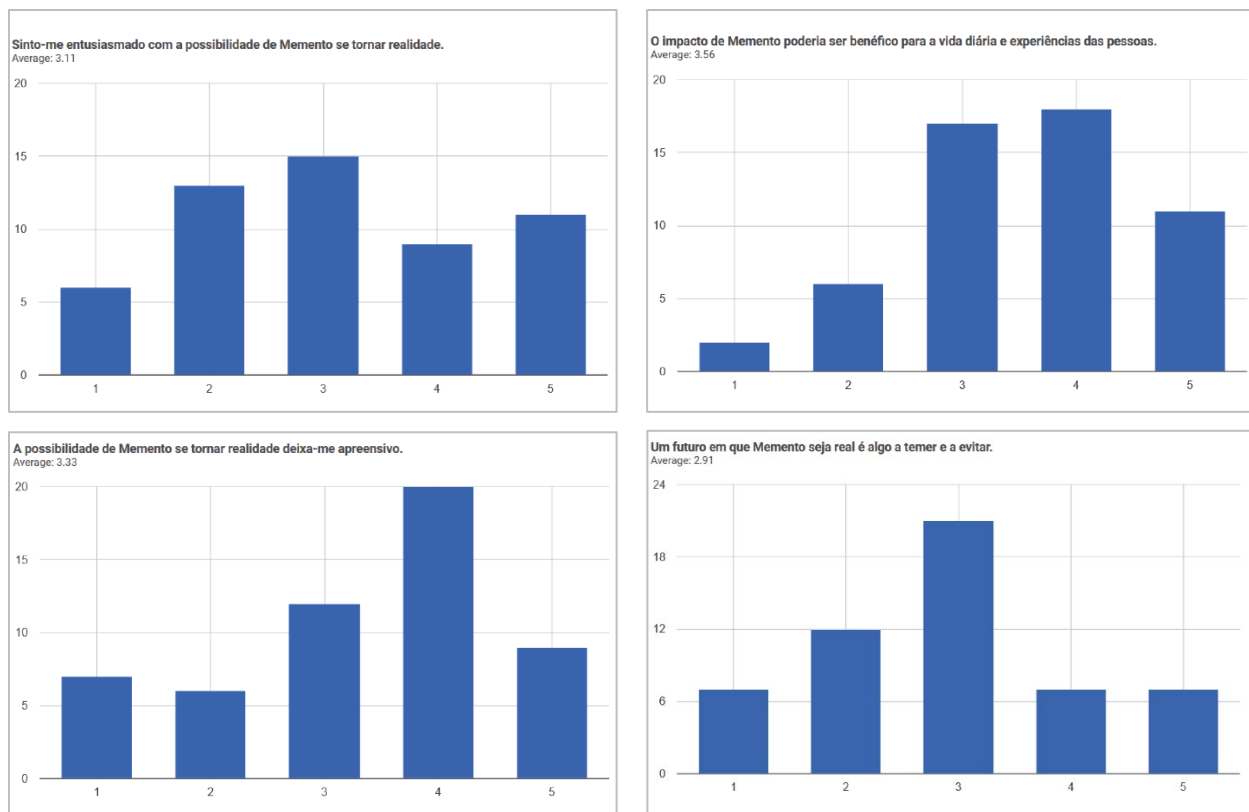 Sinto-me entusiasmado com a possibilidade de Memento se tornar realidade.
Average: 3.11
20
15
10
5
0
1 2 3 4 5
O impacto de Memento poderia ser benéfico para a vida diária e experiências das pessoas.
Average: 3.56
20
15
10
5
0
1 2 3 4 5
A possibilidade de Memento se tornar realidade deixa-me apreensivo.
Average: 3.33
20
15
10
5
0
1 2 3 4 5
Um futuro em que Memento seja real é algo a temer e a evitar.
Average: 2.91
24
18
12
6
0
1 2 3 4 5